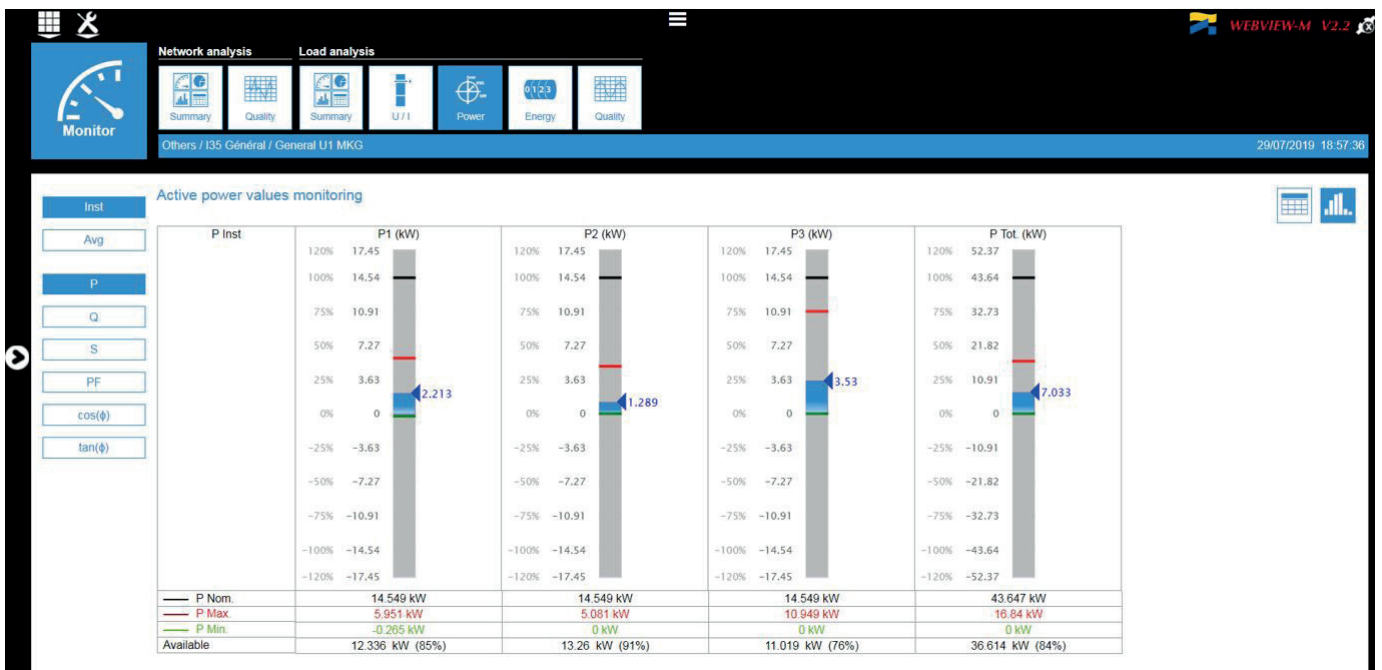 WEBVIEW-M V2.2
Network analysis Load analysis
Monitor
Summary Quality Summary U / I Power 0123 Energy Quality
Others / I35 Général / General U1 MKG 29/07/2019 18:57:36
Active power values monitoring
Inst
Avg
P
Q
S
PF
cos(ϕ)
tan(ϕ)
P Inst P1 (kW) P2 (kW) P3 (kW) P Tot. (kW)
120% 17.45 120% 17.45 120% 17.45 120% 52.37
100% 14.54 100% 14.54 100% 14.54 100% 43.64
75% 10.91 75% 10.91 75% 10.91 75% 32.73
50% 7.27 50% 7.27 50% 7.27 50% 21.82
25% 3.63 25% 3.63 25% 3.63 3.53 25% 10.91
2.213 1.289 7.033
0% 0 0% 0 0% 0 0% 0
-25% -3.63 -25% -3.63 -25% -3.63 -25% -10.91
-50% -7.27 -50% -7.27 -50% -7.27 -50% -21.82
-75% -10.91 -75% -10.91 -75% -10.91 -75% -32.73
-100% -14.54 -100% -14.54 -100% -14.54 -100% -43.64
-120% -17.45 -120% -17.45 -120% -17.45 -120% -52.37
P Nom. 14.549 kW 14.549 kW 14.549 kW 43.647 kW
P Max. 5.951 kW 5.081 kW 10.949 kW 16.84 kW
P Min. -0.265 kW 0 kW 0 kW 0 kW
Available 12.336 kW (85%) 13.26 kW (91%) 11.019 kW (76%) 36.614 kW (84%)